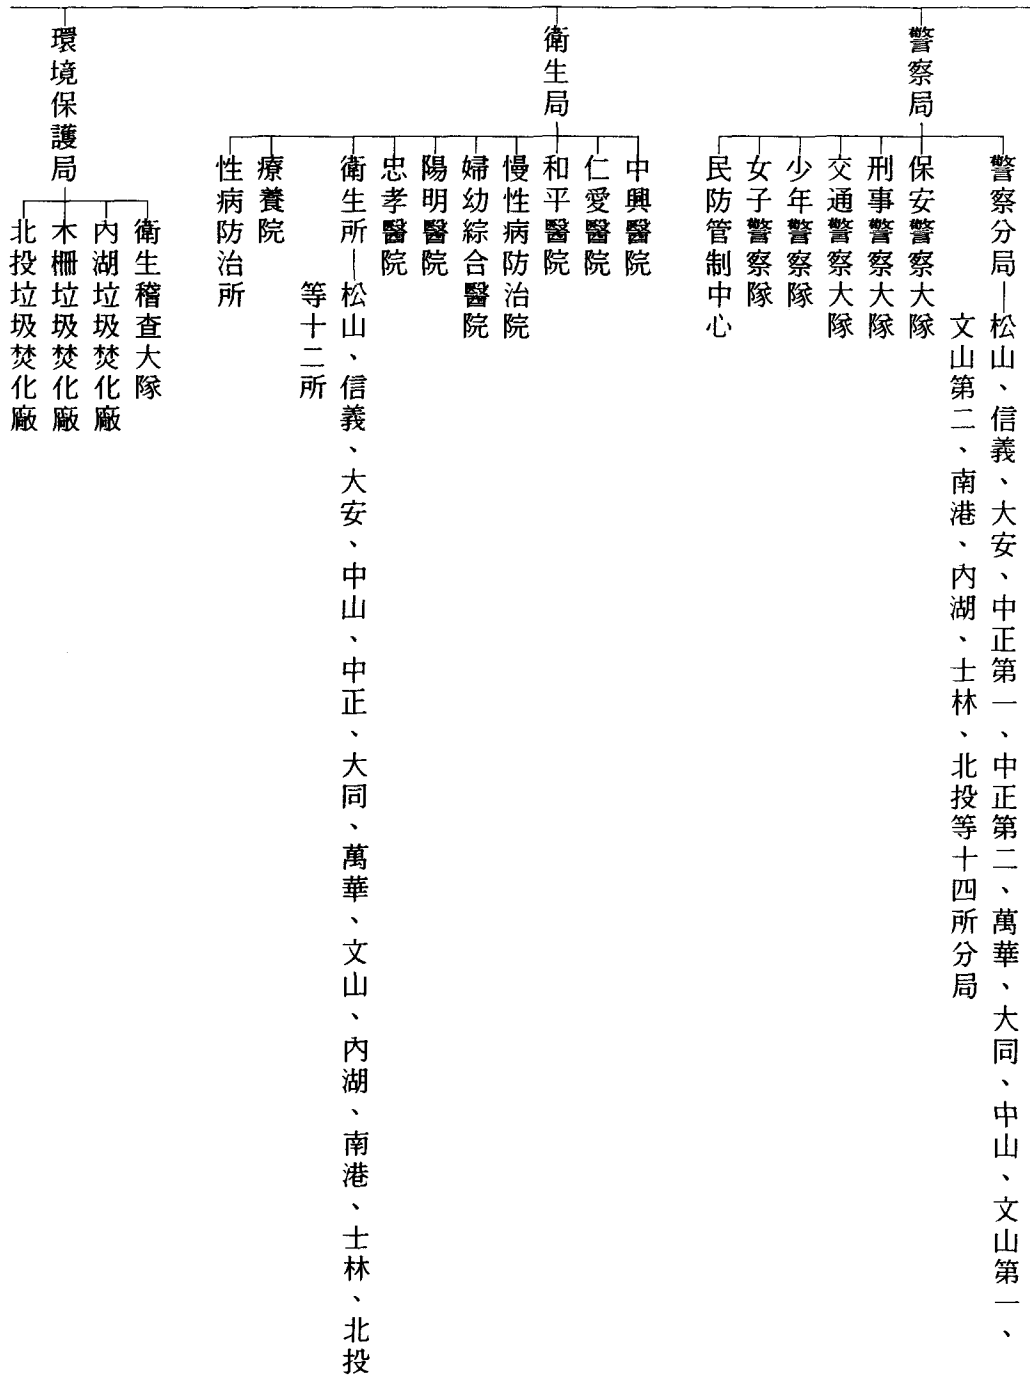 警察局
警察分局—松山、信義、大安、中正第一、中正第二、萬華、大同、中山、文山第一、
文山第二、南港、內湖、士林、北投等十四所分局
保安警察大隊
刑事警察大隊
交通警察大隊
少年警察隊
女子警察隊
民防管制中心
衛生局
中興醫院
仁愛醫院
和平醫院
慢性病防治院
婦幼綜合醫院
陽明醫院
忠孝醫院
衛生所—松山、信義、大安、中山、中正、大同、萬華、文山、內湖、南港、士林、北投
等十二所
療養院
性病防治所
環境保護局
衛生稽查大隊
內湖垃圾焚化廠
木柵垃圾焚化廠
北投垃圾焚化廠